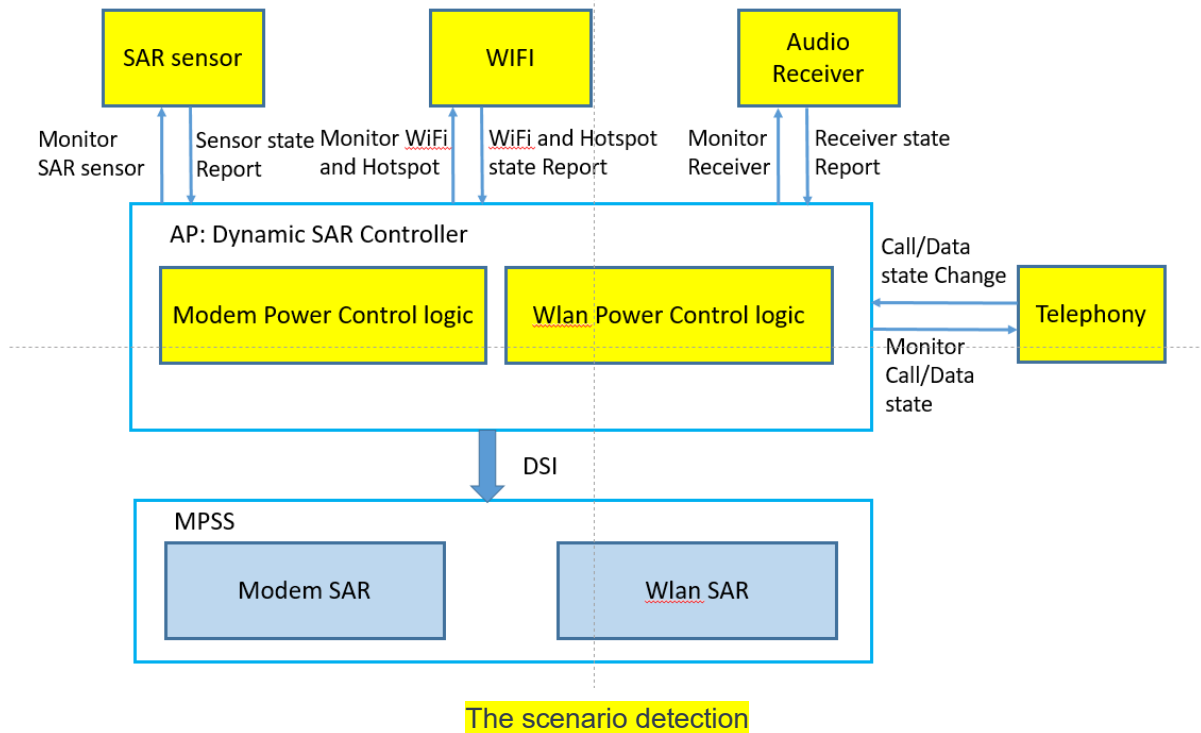 SAR sensor
WIFI
Audio
Receiver
Monitor
SAR sensor
Sensor state
Report
Monitor WiFi
and Hotspot
WiFi and Hotspot
state Report
Monitor
Receiver
Receiver state
Report
AP: Dynamic SAR Controller
Modem Power Control logic
Wlan Power Control logic
Call/Data
state Change
Telephony
Monitor
Call/Data
state
DSI
MPSS
Modem SAR
Wlan SAR
The scenario detection